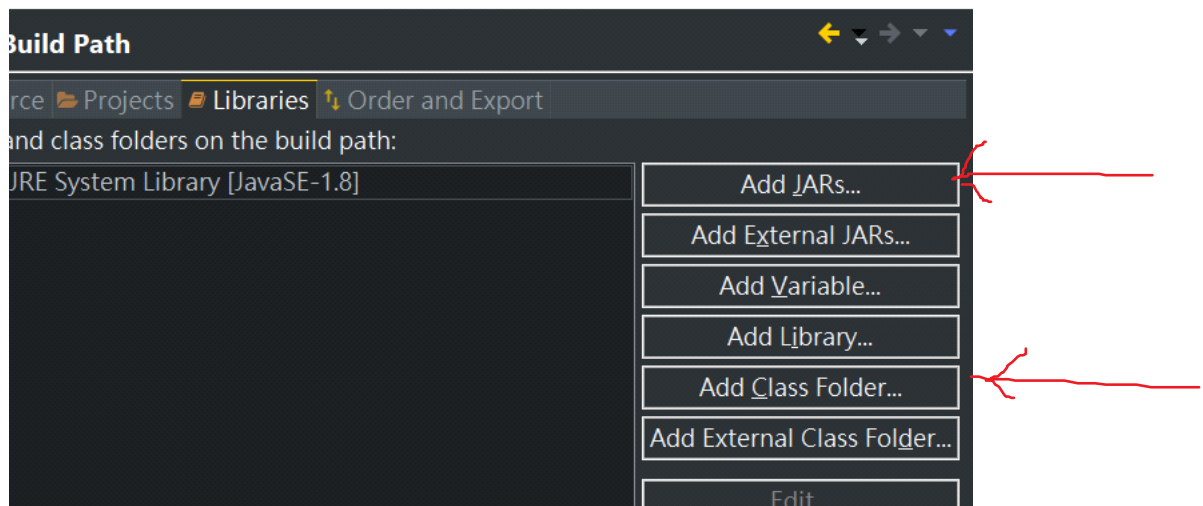 Build Path
rce Projects Libraries Order and Export
and class folders on the build path:
JRE System Library [JavaSE-1.8]
Add JARs...
Add External JARs...
Add Variable...
Add Library...
Add Class Folder...
Add External Class Folder...
Edit